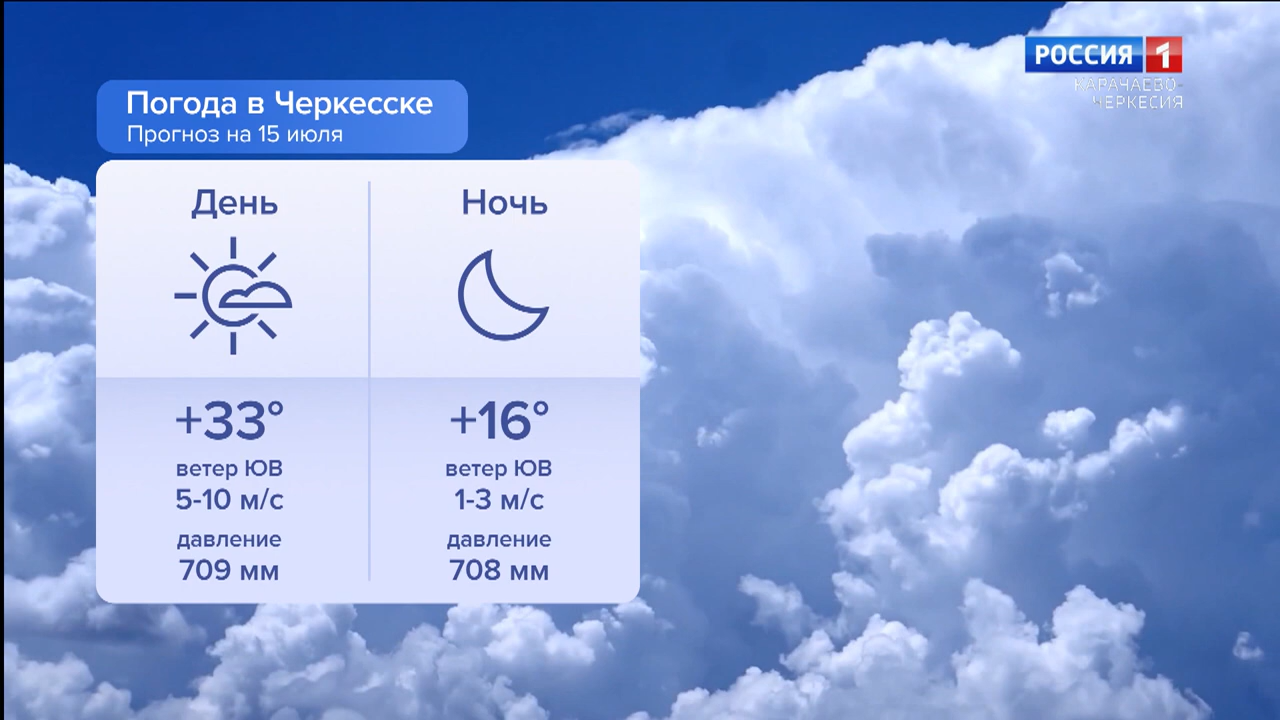 РОССИЯ 1
КАРАЧАЕВО-
ЧЕРКЕСИЯ
Погода в Черкесске
Прогноз на 15 июля
День
+33°
ветер ЮВ
5-10 м/с
давление
709 мм
Ночь
+16°
ветер ЮВ
1-3 м/с
давление
708 мм